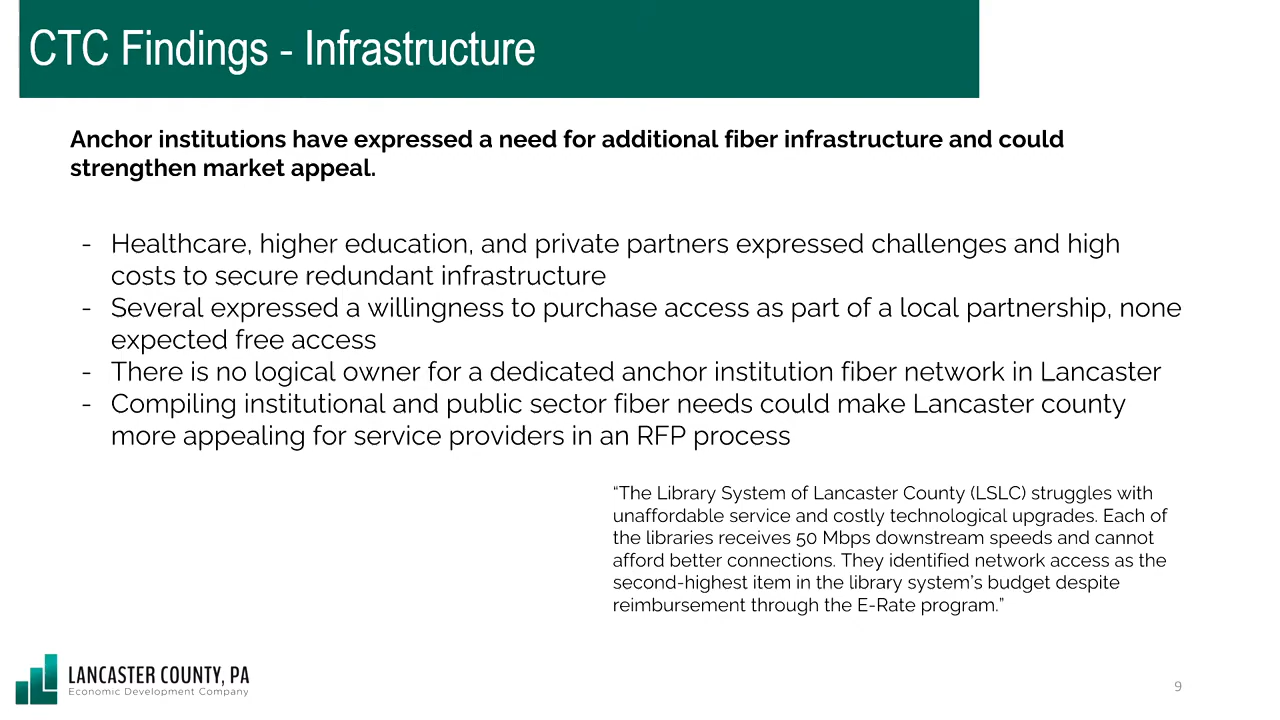 CTC Findings - Infrastructure
Anchor institutions have expressed a need for additional fiber infrastructure and could
strengthen market appeal.
- Healthcare, higher education, and private partners expressed challenges and high
costs to secure redundant infrastructure
- Several expressed a willingness to purchase access as part of a local partnership, none
expected free access
- There is no logical owner for a dedicated anchor institution fiber network in Lancaster
- Compiling institutional and public sector fiber needs could make Lancaster county
more appealing for service providers in an RFP process
“The Library System of Lancaster County (LSLC) struggles with
unaffordable service and costly technological upgrades. Each of
the libraries receives 50 Mbps downstream speeds and cannot
afford better connections. They identified network access as the
second-highest item in the library system’s budget despite
reimbursement through the E-Rate program.”
LANCASTER COUNTY, PA
Economic Development Company
9